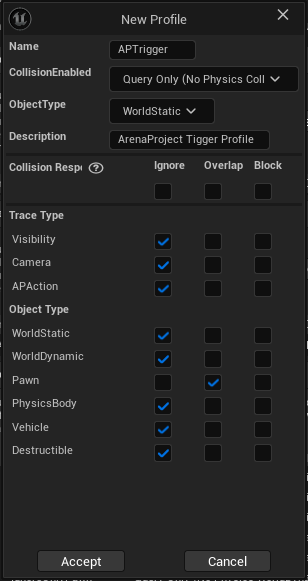 New Profile
Name APTrigger
CollisionEnabled Query Only (No Physics Coll
ObjectType WorldStatic
Description ArenaProject Tigger Profile
Collision Respo Ignore Overlap Block
Trace Type
Visibility
Camera
APAction
Object Type
WorldStatic
WorldDynamic
Pawn
PhysicsBody
Vehicle
Destructible
Accept Cancel